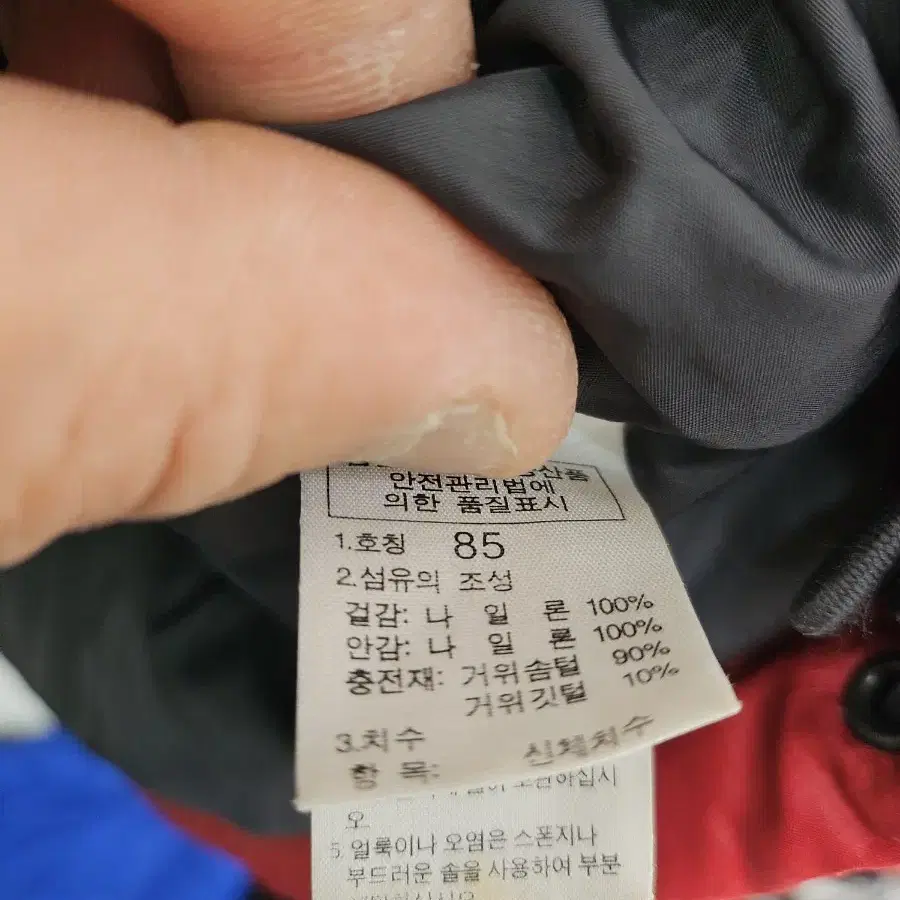 안전관리법에
의한 품질표시
1.호칭 85
2.섬유의 조성
겉감: 나 일 론 100%
안감: 나 일 론 100%
충전재: 거위솜털 90%
거위깃털 10%
3.치수 신체치수
항 목:
오
5. 얼룩이나 오염은 스폰지나
부드러운 솔을 사용하여 부분